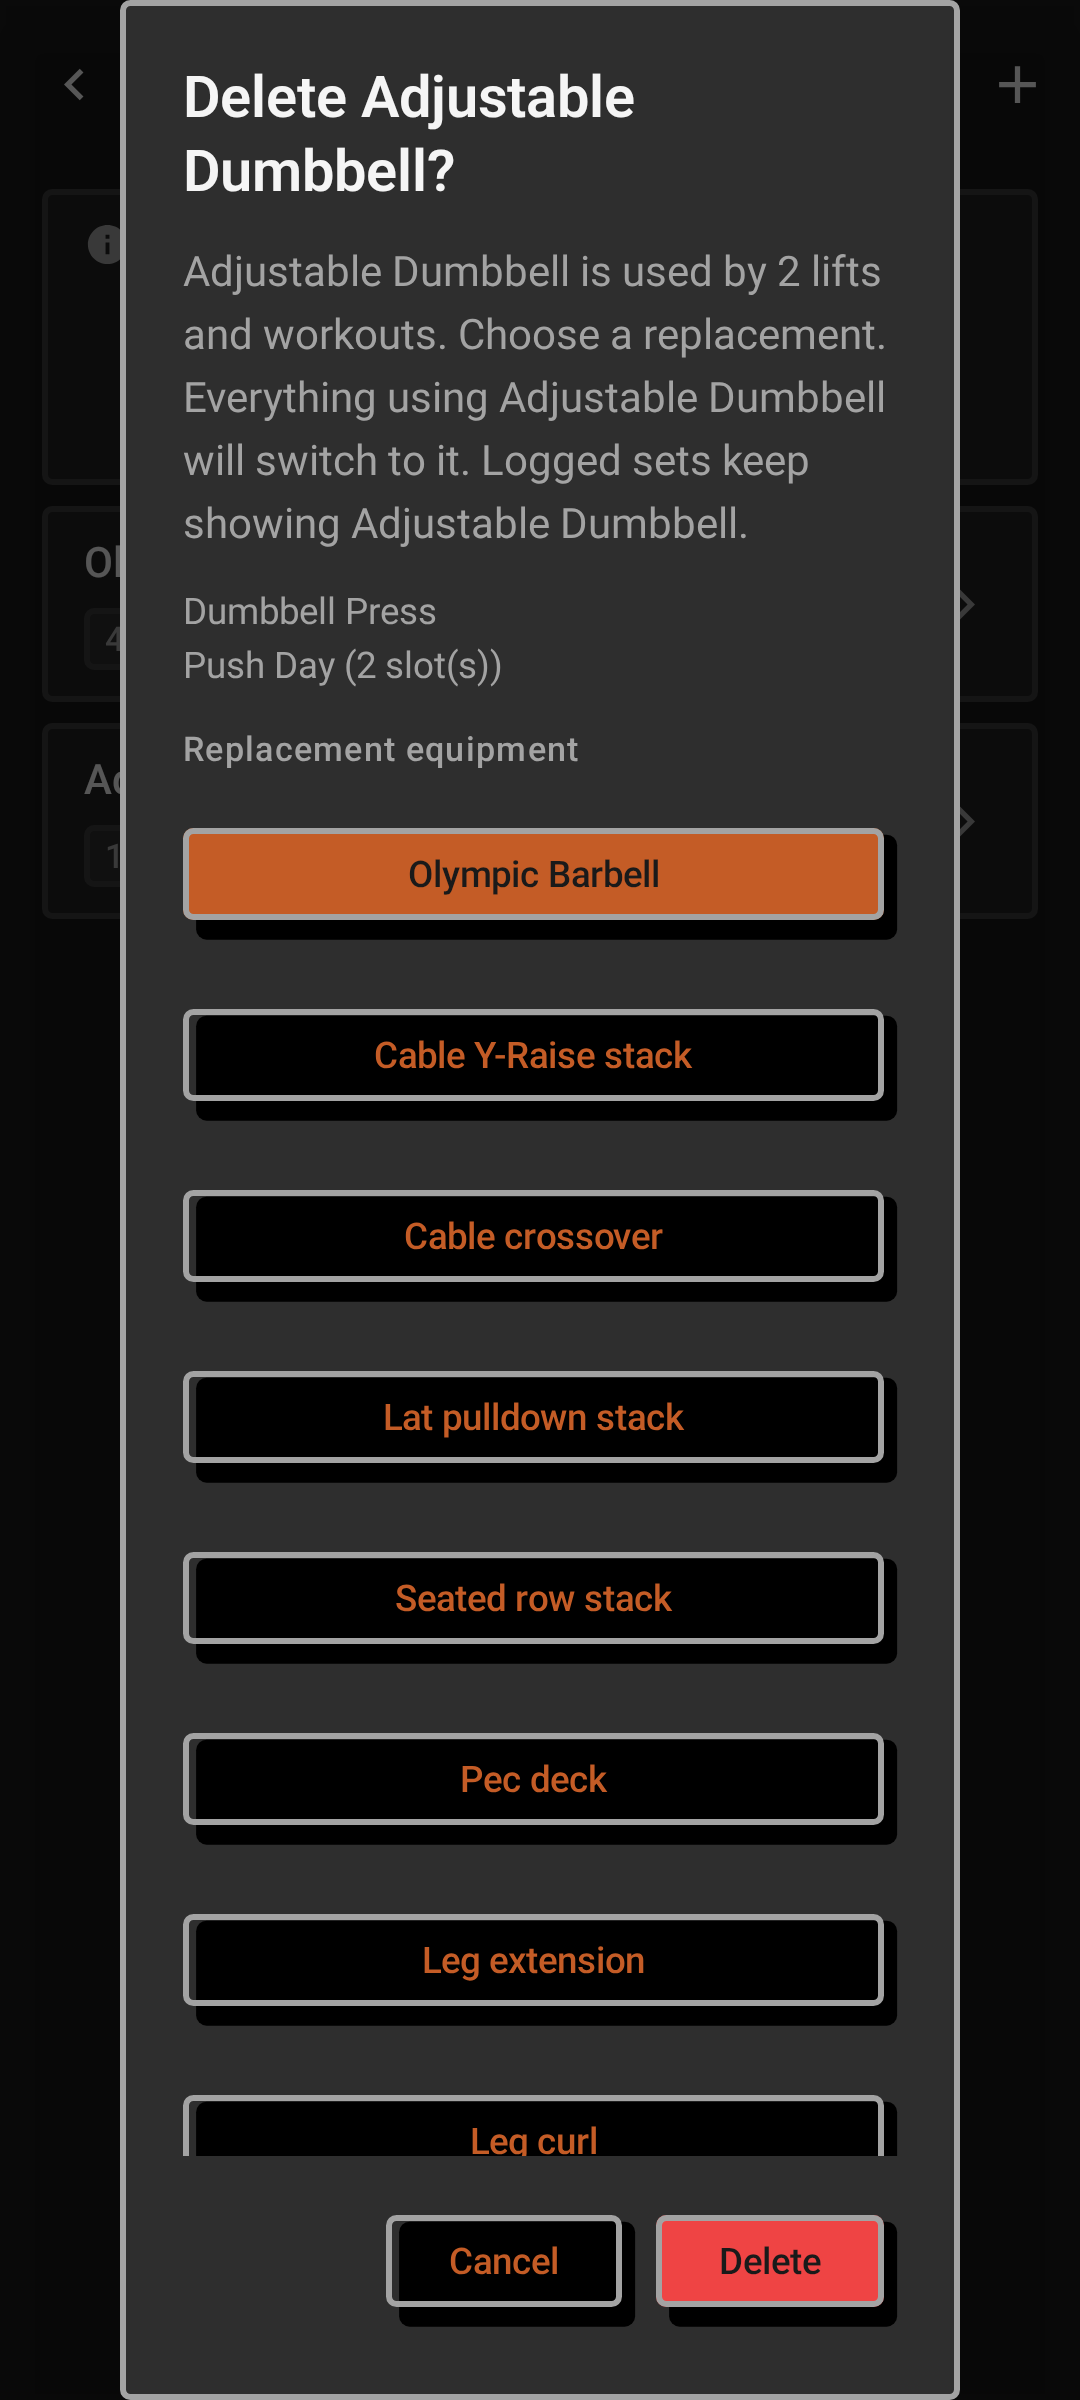 Delete Adjustable
Dumbbell?
Adjustable Dumbbell is used by 2 lifts
and workouts. Choose a replacement.
Everything using Adjustable Dumbbell
will switch to it. Logged sets keep
showing Adjustable Dumbbell.
Dumbbell Press
Push Day (2 slot(s))
Replacement equipment
Olympic Barbell
Cable Y-Raise stack
Cable crossover
Lat pulldown stack
Seated row stack
Pec deck
Leg extension
Leg curl
Cancel
Delete